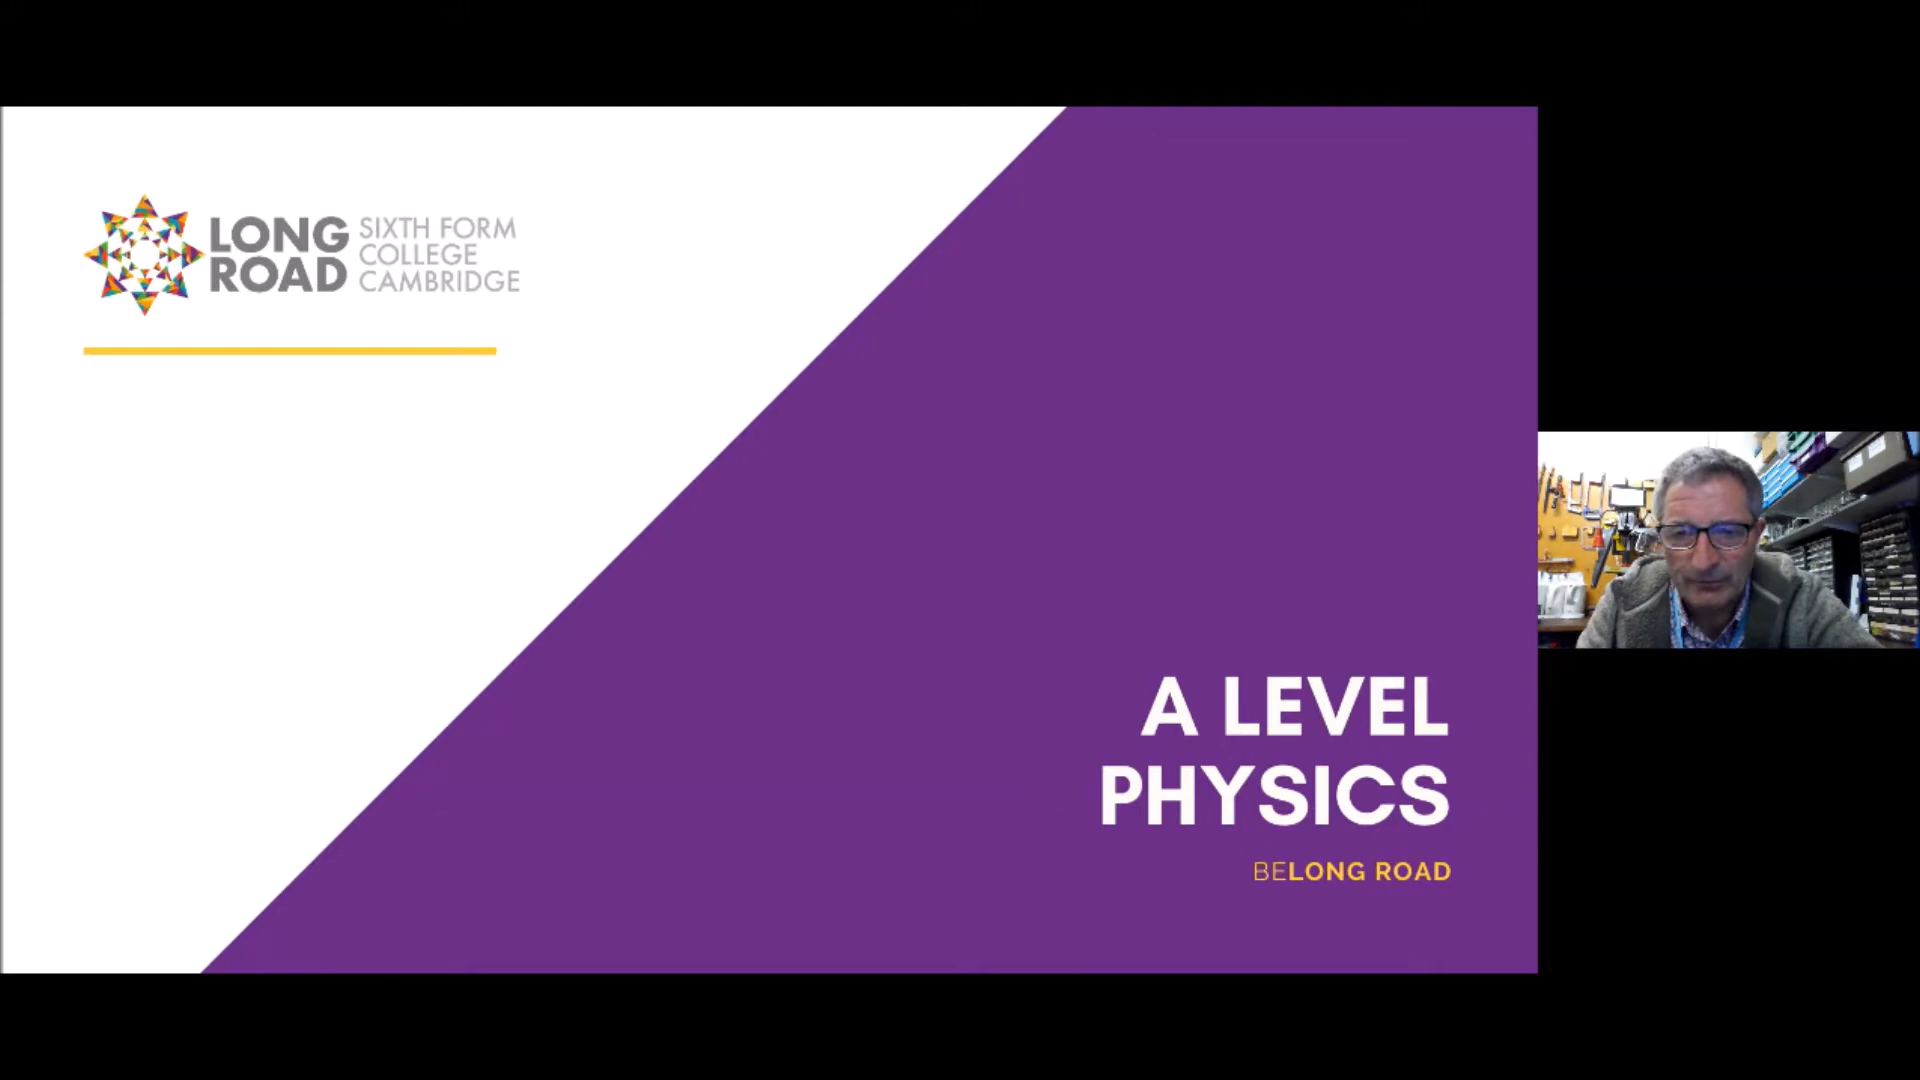 LONG
ROAD
SIXTH FORM
COLLEGE
CAMBRIDGE
A LEVEL
PHYSICS
BELONG ROAD